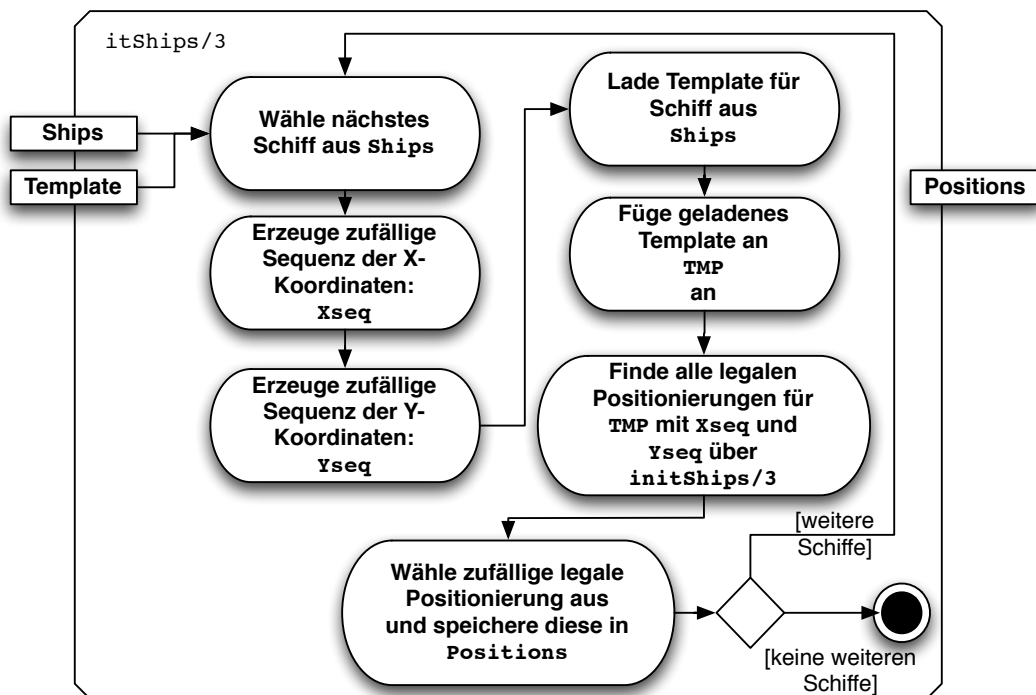 itShips/3
Ships
Template
Wähle nächstes
Schiff aus Ships
Erzeuge zufällige
Sequenz der X-
Koordinaten:
Xseq
Erzeuge zufällige
Sequenz der Y-
Koordinaten:
Yseq
Lade Template für
Schiff aus
Ships
Füge geladenes
Template an
TMP
an
Finde alle legalen
Positionierungen für
TMP mit Xseq und
Yseq über
initShips/3
Wähle zufällige legale
Positionierung aus
und speichere diese in
Positions
[weitere
Schiffe]
[keine weiteren
Schiffe]
Positions